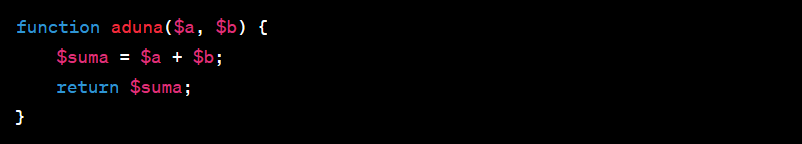 function aduna($a, $b) {
    $suma = $a + $b;
    return $suma;
}